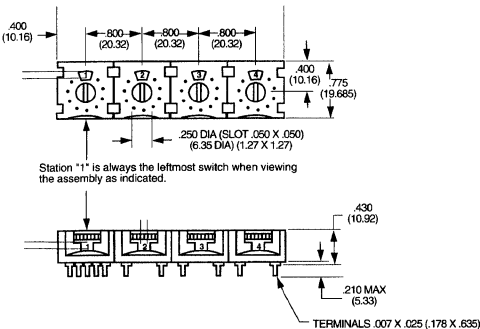 .400
(10.16)
.800
(20.32)
.800
(20.32)
.800
(20.32)
1 2 3 4
.400
(10.16)
.775
(19.685)
.250 DIA (SLOT .050 X .050)
(6.35 DIA) (1.27 X 1.27)
Station "1" is always the leftmost switch when viewing
the assembly as indicated.
.430
(10.92)
1 2 3 4
.210 MAX
(5.33)
TERMINALS .007 X .025 (.178 X .635)